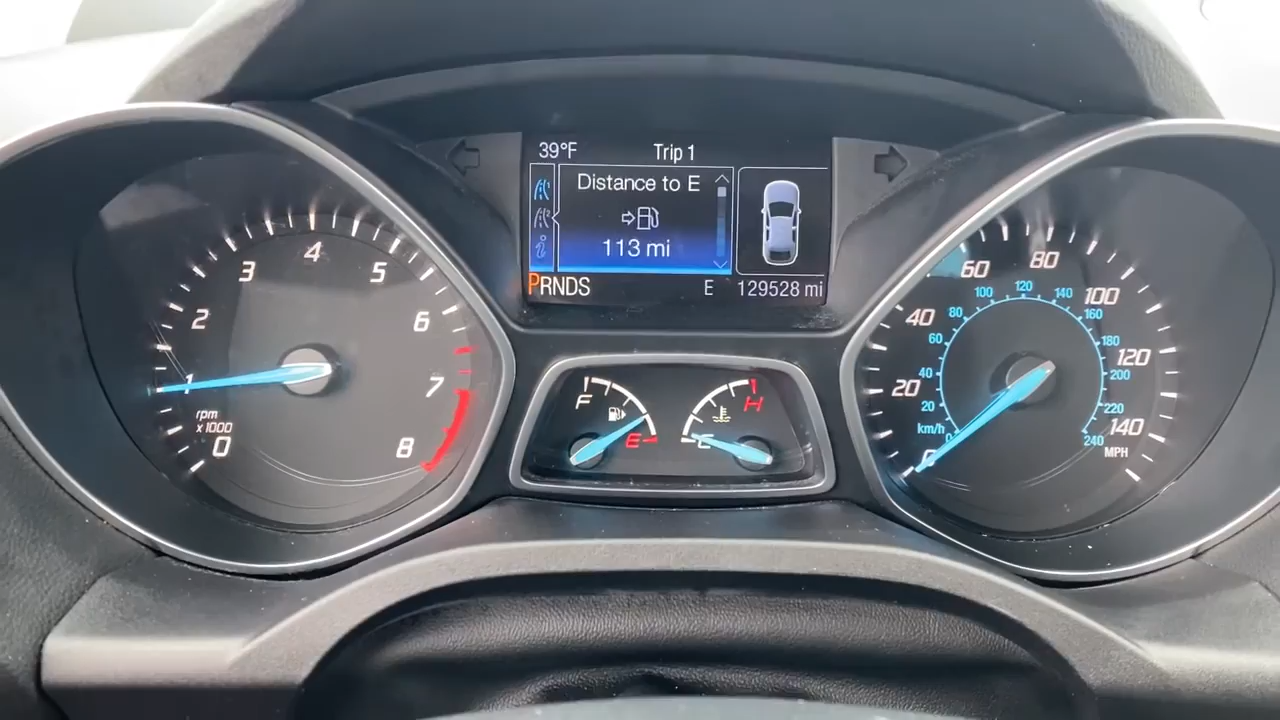 39°F Trip 1
Distance to E
113 mi
PRNDS E 129528 mi
0 1 2 3 4 5 6 7 8
rpm
x1000
F E
C H
0 20 40 60 80 100 120 140
MPH
0 20 40 60 80 100 120 140 160 180 200 220 240
km/h